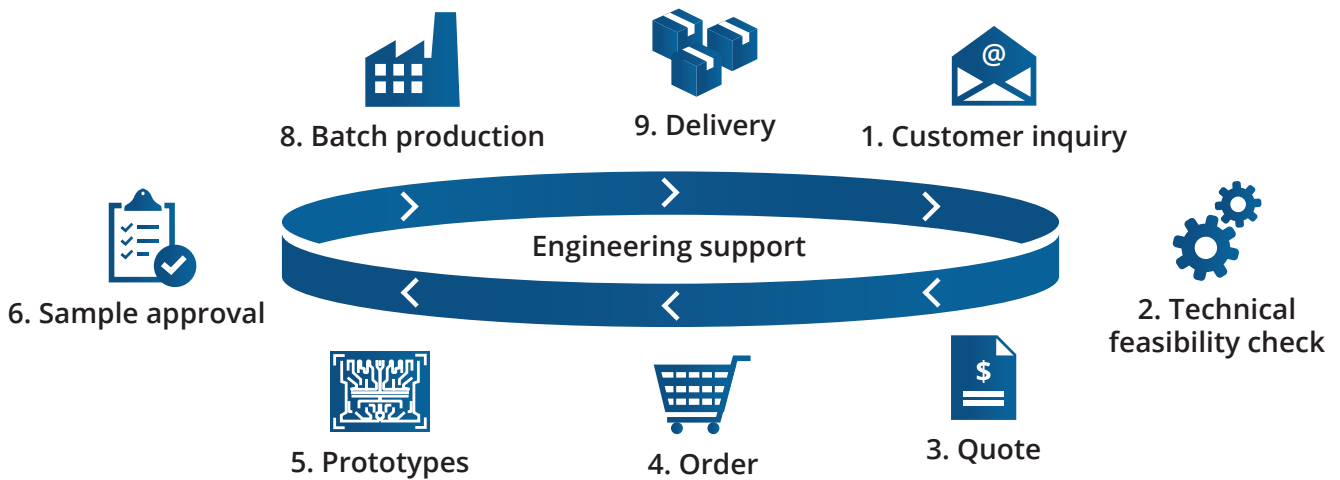 8. Batch production
9. Delivery
1. Customer inquiry
@
Engineering support
6. Sample approval
2. Technical
feasibility check
5. Prototypes
4. Order
$
3. Quote